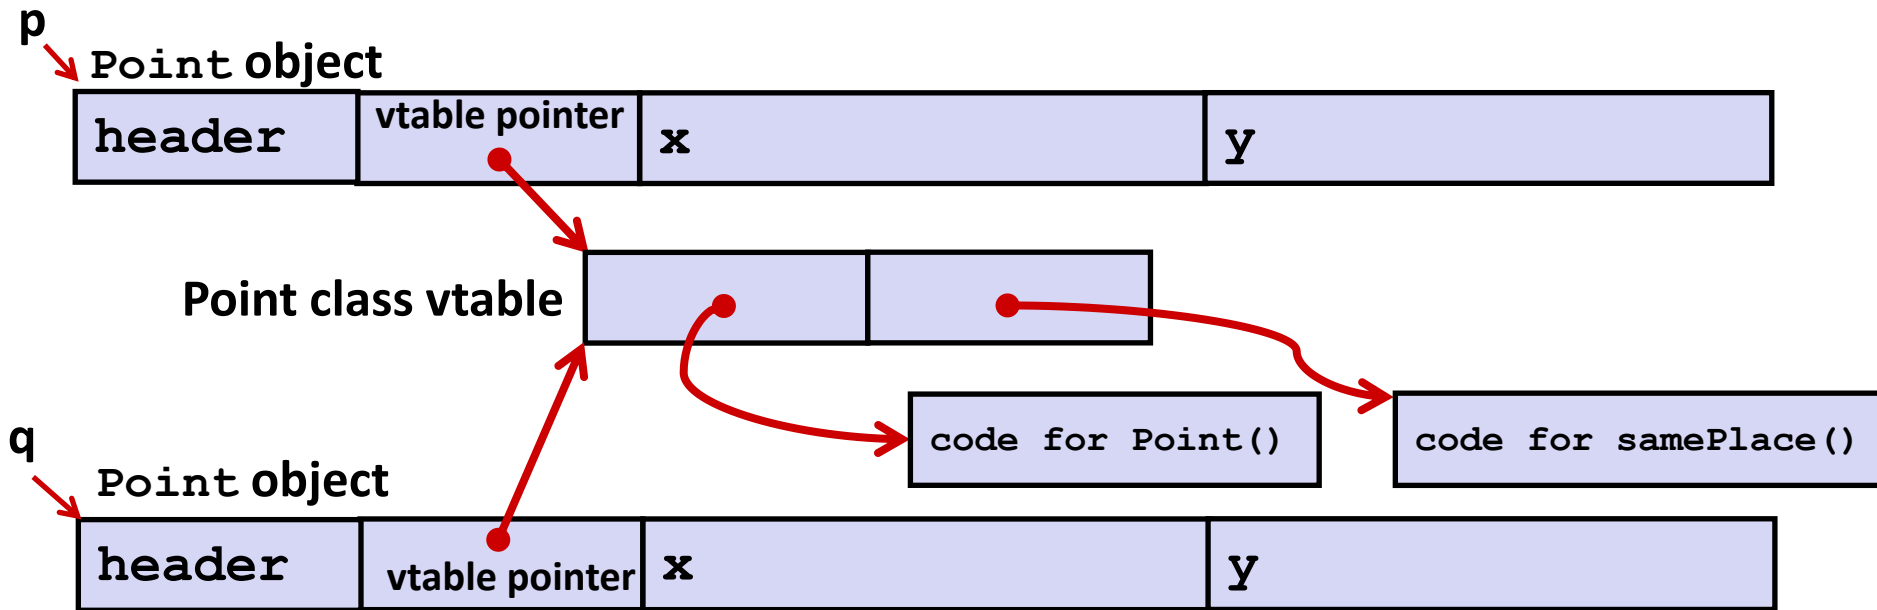 p
Point object
header vtable pointer x y
Point class vtable
code for Point() code for samePlace()
q
Point object
header vtable pointer x y